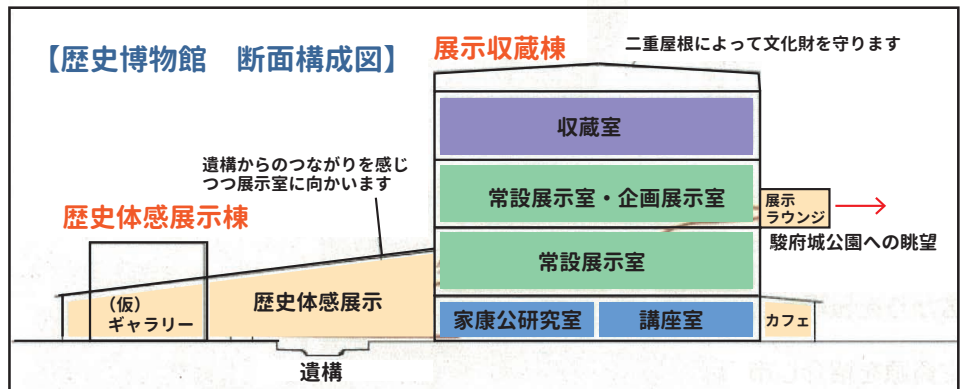 【歴史博物館　断面構成図】
展示収蔵棟
二重屋根によって文化財を守ります
収蔵室
遺構からのつながりを感じ
つつ展示室に向かいます
常設展示室・企画展示室
展示
ラウンジ
歴史体感展示棟
駿府城公園への眺望
常設展示室
（仮）
ギャラリー
歴史体感展示
家康公研究室
講座室
カフェ
遺構